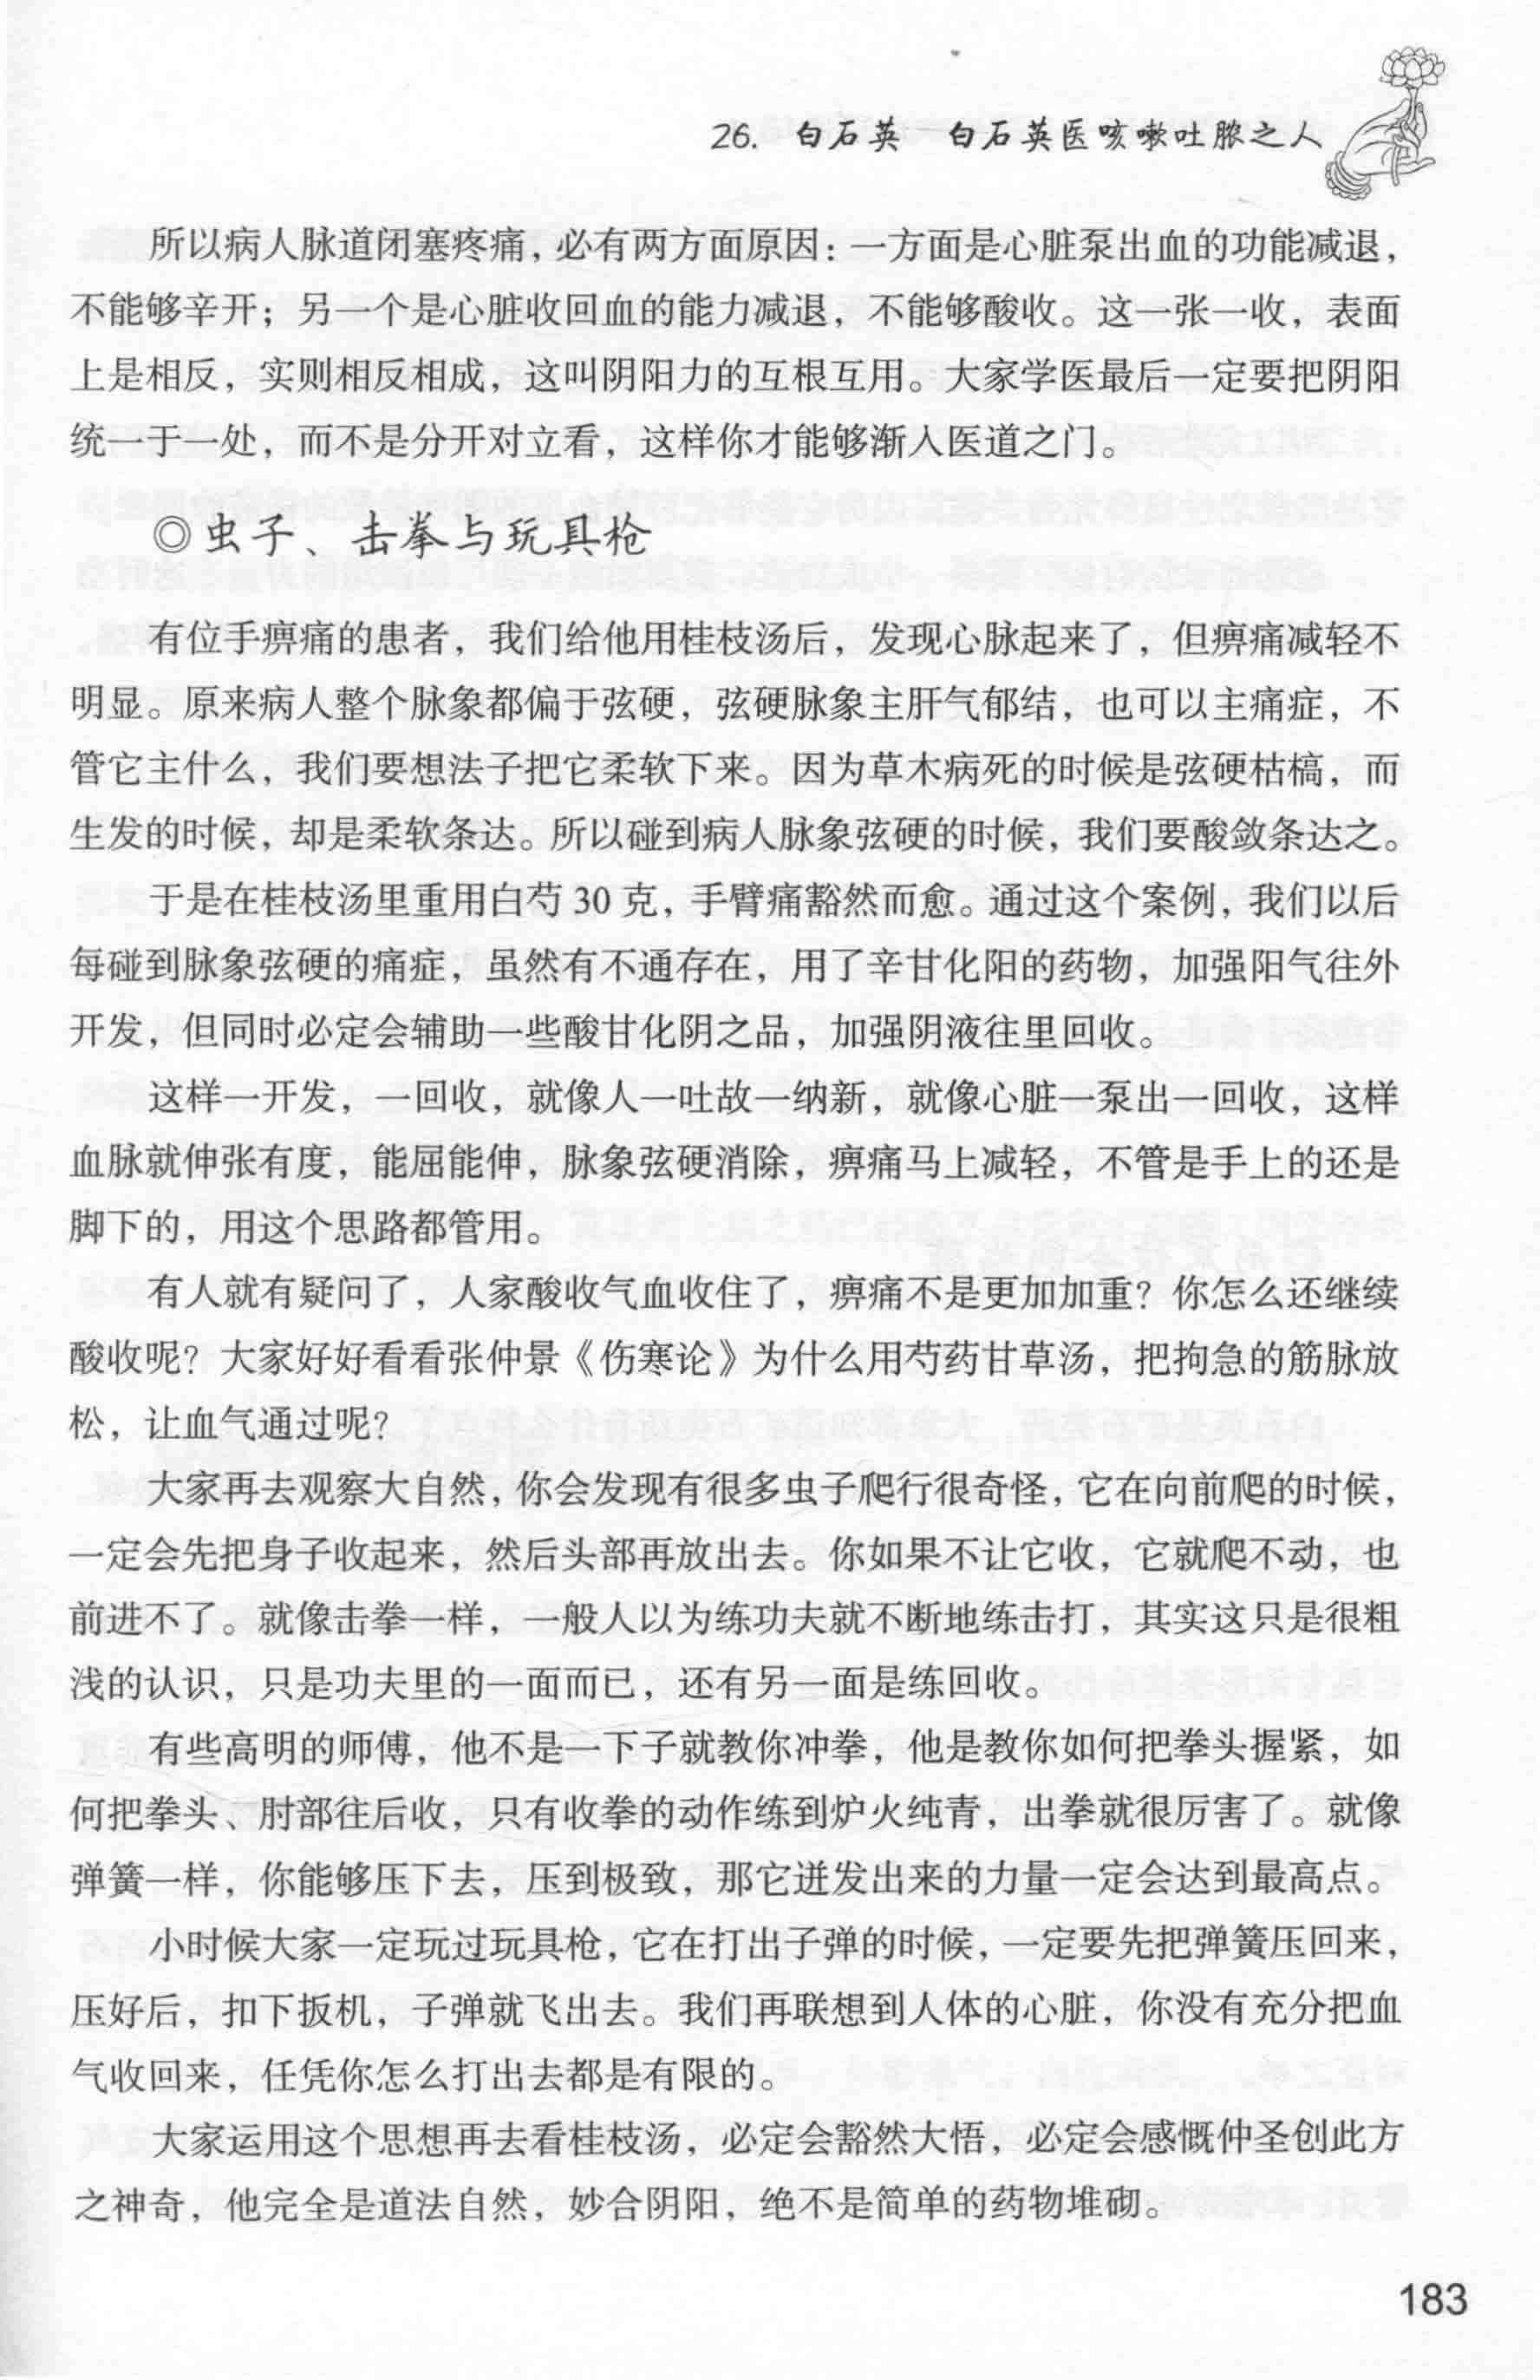 26. 白石英 白石英医咳嗽吐脓之人
所以病人脉道闭塞疼痛，必有两方面原因：一方面是心脏泵出血的功能减退，
不能够辛开；另一个是心脏收回血的能力减退，不能够酸收。这一张一收，表面
上是相反，实则相反相成，这叫阴阳力的互根互用。大家学医最后一定要把阴阳
统一于一处，而不是分开对立看，这样你才能够渐入医道之门。
◎虫子、击拳与玩具枪
有位手痹痛的患者，我们给他用桂枝汤后，发现心脉起来了，但痹痛减轻不
明显。原来病人整个脉象都偏于弦硬，弦硬脉象主肝气郁结，也可以主痛症，不
管它主什么，我们要想法子把它柔软下来。因为草木病死的时候是弦硬枯槁，而
生发的时候，却是柔软条达。所以碰到病人脉象弦硬的时候，我们要酸敛条达之。
于是在桂枝汤里重用白芍 30 克，手臂痛豁然而愈。通过这个案例，我们以后
每碰到脉象弦硬的痛症，虽然有不通存在，用了辛甘化阳的药物，加强阳气往外
开发，但同时必定会辅助一些酸甘化阴之品，加强阴液往里回收。
这样一开发，一回收，就像人一吐故一纳新，就像心脏一泵出一回收，这样
血脉就伸张有度，能屈能伸，脉象弦硬消除，痹痛马上减轻，不管是手上的还是
脚下的，用这个思路都管用。
有人就有疑问了，人家酸收气血收住了，痹痛不是更加加重？你怎么还继续
酸收呢？大家好好看看张仲景《伤寒论》为什么用芍药甘草汤，把拘急的筋脉放
松，让血气通过呢？
大家再去观察大自然，你会发现有很多虫子爬行很奇怪，它在向前爬的时候，
一定会先把身子收起来，然后头部再放出去。你如果不让它收，它就爬不动，也
前进不了。就像击拳一样，一般人以为练功夫就不断地练击打，其实这只是很粗
浅的认识，只是功夫里的一面而已，还有另一面是练回收。
有些高明的师傅，他不是一下子就教你冲拳，他是教你如何把拳头握紧，如
何把拳头、肘部往后收，只有收拳的动作练到炉火纯青，出拳就很厉害了。就像
弹簧一样，你能够压下去，压到极致，那它迸发出来的力量一定会达到最高点。
小时候大家一定玩过玩具枪，它在打出子弹的时候，一定要先把弹簧压回来，
压好后，扣下扳机，子弹就飞出去。我们再联想到人体的心脏，你没有充分把血
气收回来，任凭你怎么打出去都是有限的。
大家运用这个思想再去看桂枝汤，必定会豁然大悟，必定会感慨仲圣创此方
之神奇，他完全是道法自然，妙合阴阳，绝不是简单的药物堆砌。
183